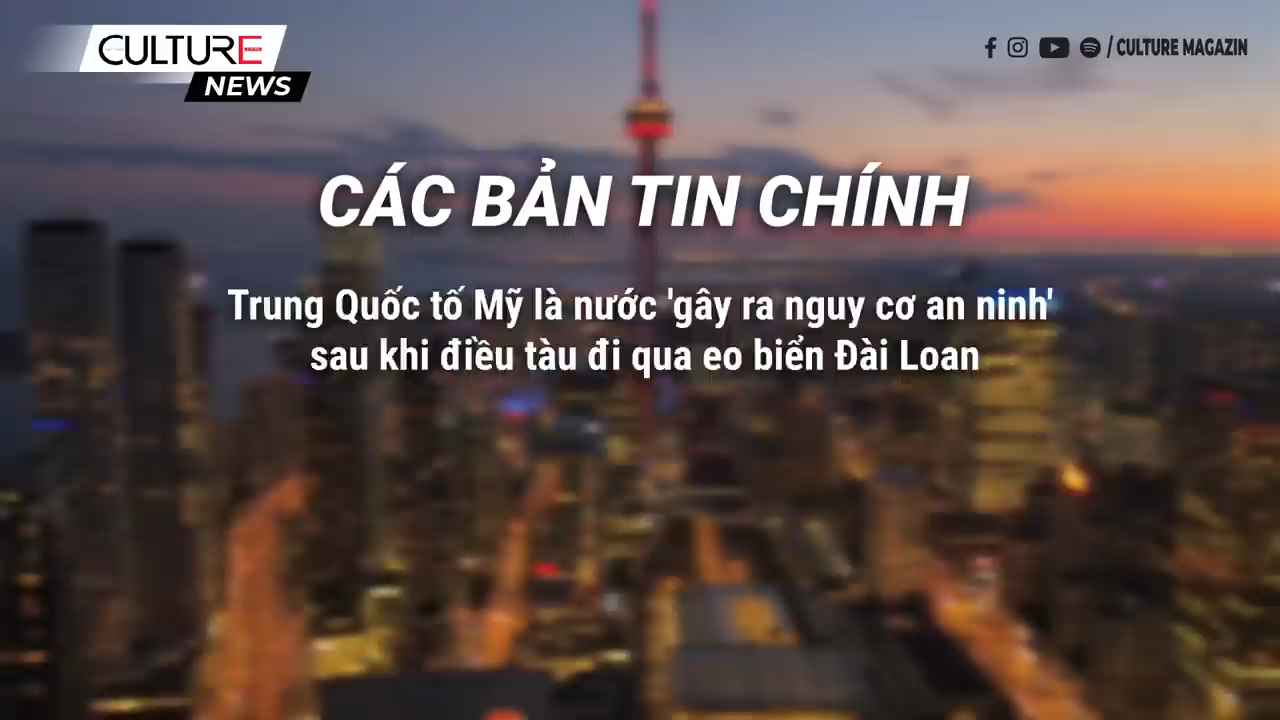 CULTURE
NEWS
/ CULTURE MAGAZIN
CÁC BẢN TIN CHÍNH
Trung Quốc tố Mỹ là nước 'gây ra nguy cơ an ninh'
sau khi điều tàu đi qua eo biển Đài Loan